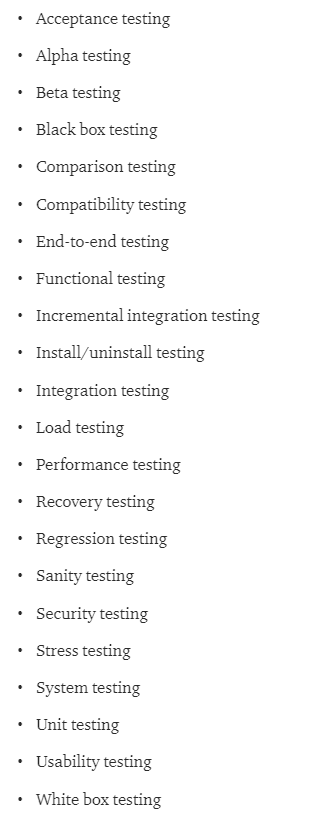 • Acceptance testing
• Alpha testing
• Beta testing
• Black box testing
• Comparison testing
• Compatibility testing
• End-to-end testing
• Functional testing
• Incremental integration testing
• Install/uninstall testing
• Integration testing
• Load testing
• Performance testing
• Recovery testing
• Regression testing
• Sanity testing
• Security testing
• Stress testing
• System testing
• Unit testing
• Usability testing
• White box testing